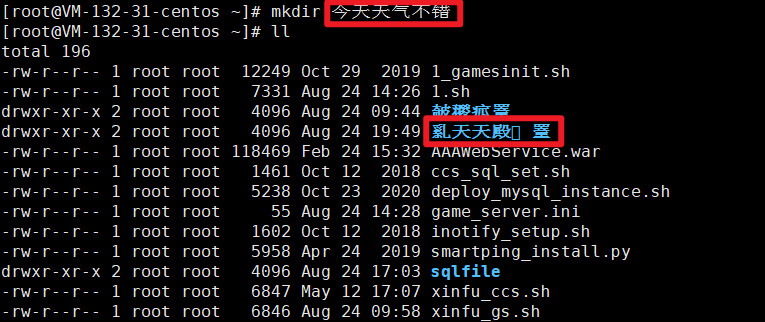 [root@VM-132-31-centos ~]# mkdir 今天天气不错
[root@VM-132-31-centos ~]# ll
total 196
-rw-r--r-- 1 root root  12249 Oct 29  2019 1_gamesinit.sh
-rw-r--r-- 1 root root   7331 Aug 24 14:26 1.sh
drwxr-xr-x 2 root root   4096 Aug 24 09:44
drwxr-xr-x 2 root root   4096 Aug 24 19:49 亂天天殿
-rw-r--r-- 1 root root 118469 Feb 24 15:32 AAAWebService.war
-rw-r--r-- 1 root root   1461 Oct 12  2018 ccs_sql_set.sh
-rw-r--r-- 1 root root   5238 Oct 23  2020 deploy_mysql_instance.sh
-rw-r--r-- 1 root root     55 Aug 24 14:28 game_server.ini
-rw-r--r-- 1 root root   1602 Oct 12  2018 inotify_setup.sh
-rw-r--r-- 1 root root   5958 Apr 24  2019 smartping_install.py
drwxr-xr-x 2 root root   4096 Aug 24 17:03 sqlfile
-rw-r--r-- 1 root root   6847 May 12 17:07 xinfu_ccs.sh
-rw-r--r-- 1 root root   6846 Aug 24 09:58 xinfu_gs.sh